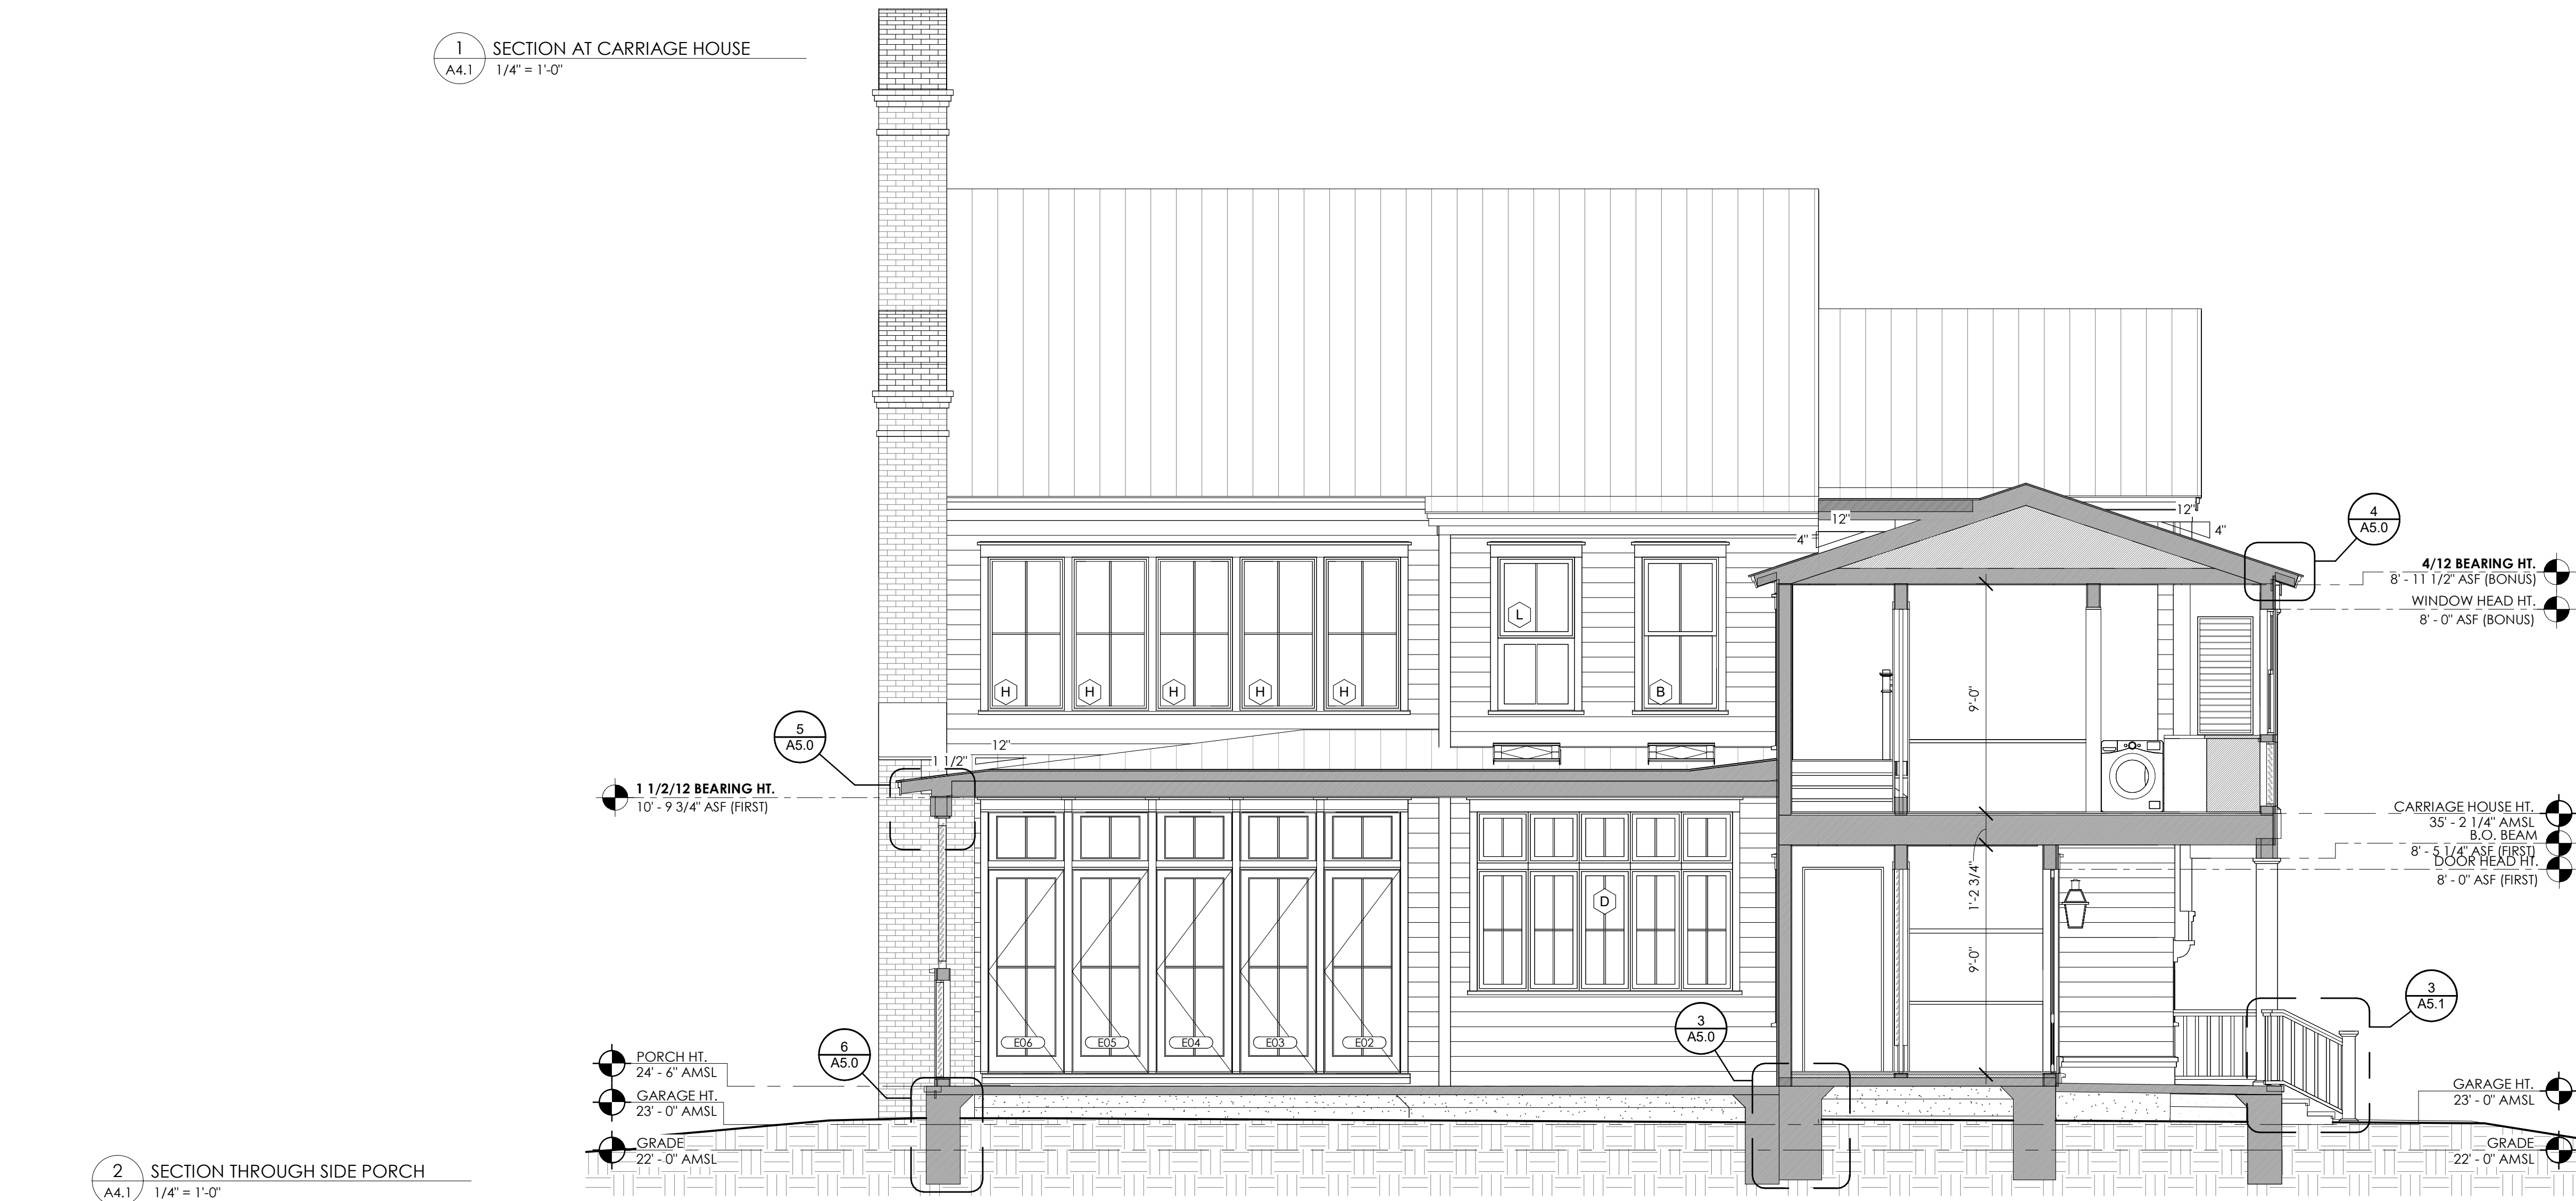 1
A4.1
SECTION AT CARRIAGE HOUSE
1/4" = 1'-0"
12"
4"
12"
4"
4
A5.0
4/12 BEARING HT.
8' - 11 1/2" ASF (BONUS)
WINDOW HEAD HT.
8' - 0" ASF (BONUS)
L
H
H
H
H
H
B
9'-0"
5
A5.0
12"
1 1/2"
1 1/2/12 BEARING HT.
10' - 9 3/4" ASF (FIRST)
CARRIAGE HOUSE HT.
35' - 2 1/4" AMSL
B.O. BEAM
8' - 5 1/4" ASF (FIRST)
DOOR HEAD HT.
8' - 0" ASF (FIRST)
1'-2 3/4"
D
9'-0"
3
A5.1
3
A5.0
6
A5.0
E06
E05
E04
E03
E02
PORCH HT.
24' - 6" AMSL
GARAGE HT.
23' - 0" AMSL
GRADE
22' - 0" AMSL
GARAGE HT.
23' - 0" AMSL
GRADE
22' - 0" AMSL
2
A4.1
SECTION THROUGH SIDE PORCH
1/4" = 1'-0"